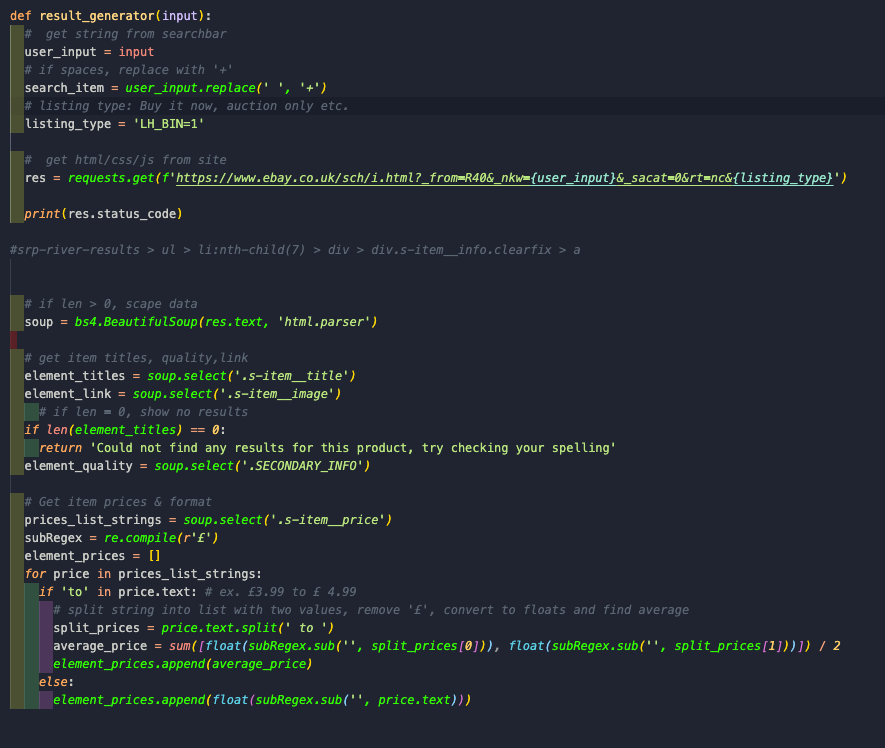 def result_generator(input):
#  get string from searchbar
user_input = input
# if spaces, replace with '+'
search_item = user_input.replace(' ', '+')
# listing type: Buy it now, auction only etc.
listing_type = 'LH_BIN=1'
#  get html/css/js from site
res = requests.get(f'https://www.ebay.co.uk/sch/i.html?_from=R40&_nkw={user_input}&_sacat=0&rt=nc&{listing_type}')
print(res.status_code)
#srp-river-results > ul > li:nth-child(7) > div > div.s-item__info.clearfix > a
# if len > 0, scape data
soup = bs4.BeautifulSoup(res.text, 'html.parser')
# get item titles, quality,link
element_titles = soup.select('.s-item__title')
element_link = soup.select('.s-item__image')
# if len = 0, show no results
if len(element_titles) == 0:
return 'Could not find any results for this product, try checking your spelling'
element_quality = soup.select('.SECONDARY_INFO')
# Get item prices & format
prices_list_strings = soup.select('.s-item__price')
subRegex = re.compile(r'£')
element_prices = []
for price in prices_list_strings:
if 'to' in price.text: # ex. £3.99 to £ 4.99
# split string into list with two values, remove '£', convert to floats and find average
split_prices = price.text.split(' to ')
average_price = sum([float(subRegex.sub('', split_prices[0])), float(subRegex.sub('', split_prices[1]))]) / 2
element_prices.append(average_price)
else:
element_prices.append(float(subRegex.sub('', price.text)))